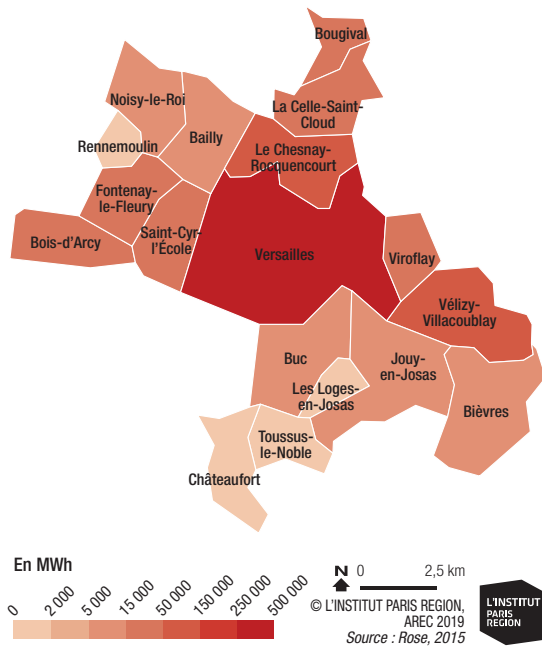 Bougival
La Celle-Saint-
Cloud
Noisy-le-Roi
Bailly
Rennemoulin
Le Chesnay-
Rocquencourt
Fontenay-
le-Fleury
Bois-d'Arcy
Saint-Cyr-
l'École
Versailles
Viroflay
Vélizy-
Villacoublay
Buc
Jouy-
en-Josas
Les Loges-
en-Josas
Bièvres
Toussus-
le-Noble
Châteaufort
En MWh
0 2 000 5 000 15 000 50 000 150 000 250 000 500 000
N 0 2,5 km
© L'INSTITUT PARIS REGION,
AREC 2019
Source : Rose, 2015
L'INSTITUT
PARIS
REGION